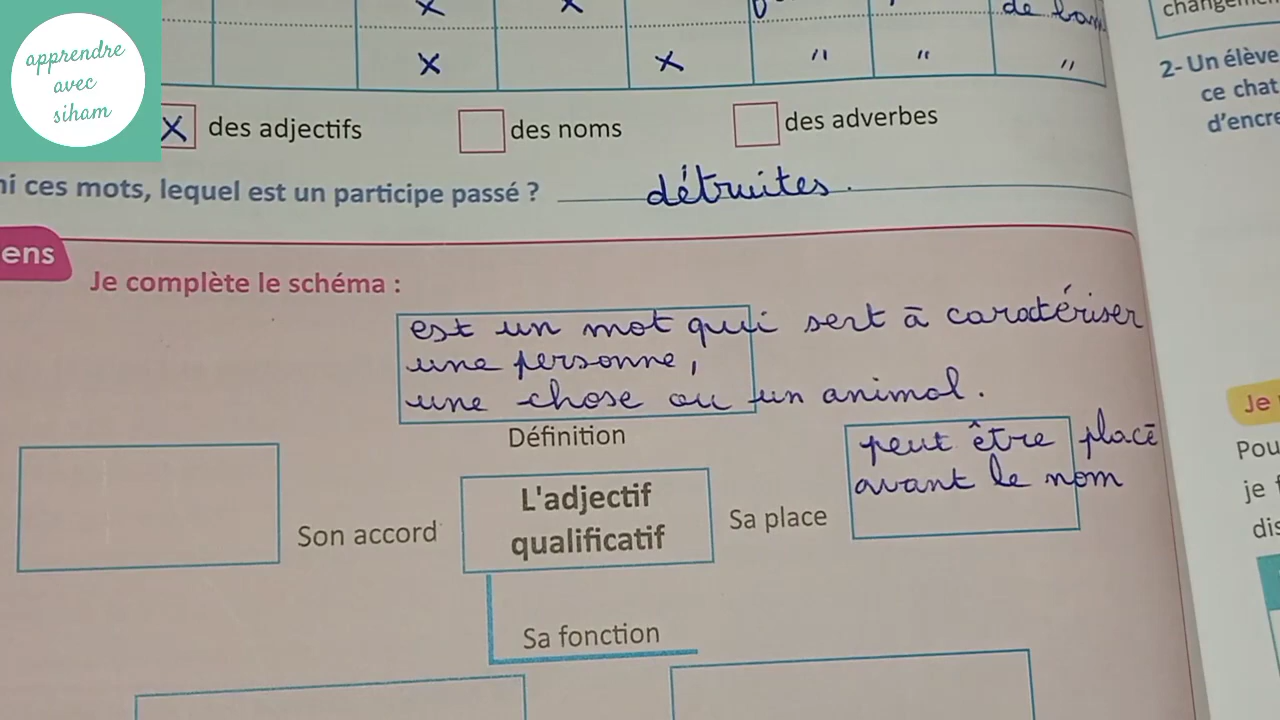 apprendre
avec
siham
x x de
x x " " "
x des adjectifs des noms des adverbes
ces mots, lequel est un participe passé ? détruites.
ens
Je complète le schéma :
est un mot qui sert à caractériser
une personne,
une chose ou un animal.
Définition
peut être placé
avant le nom
L'adjectif
qualificatif
Son accord
Sa place
Sa fonction
2- Un élève
ce chat
d'encre
Je
Pou
je
dis